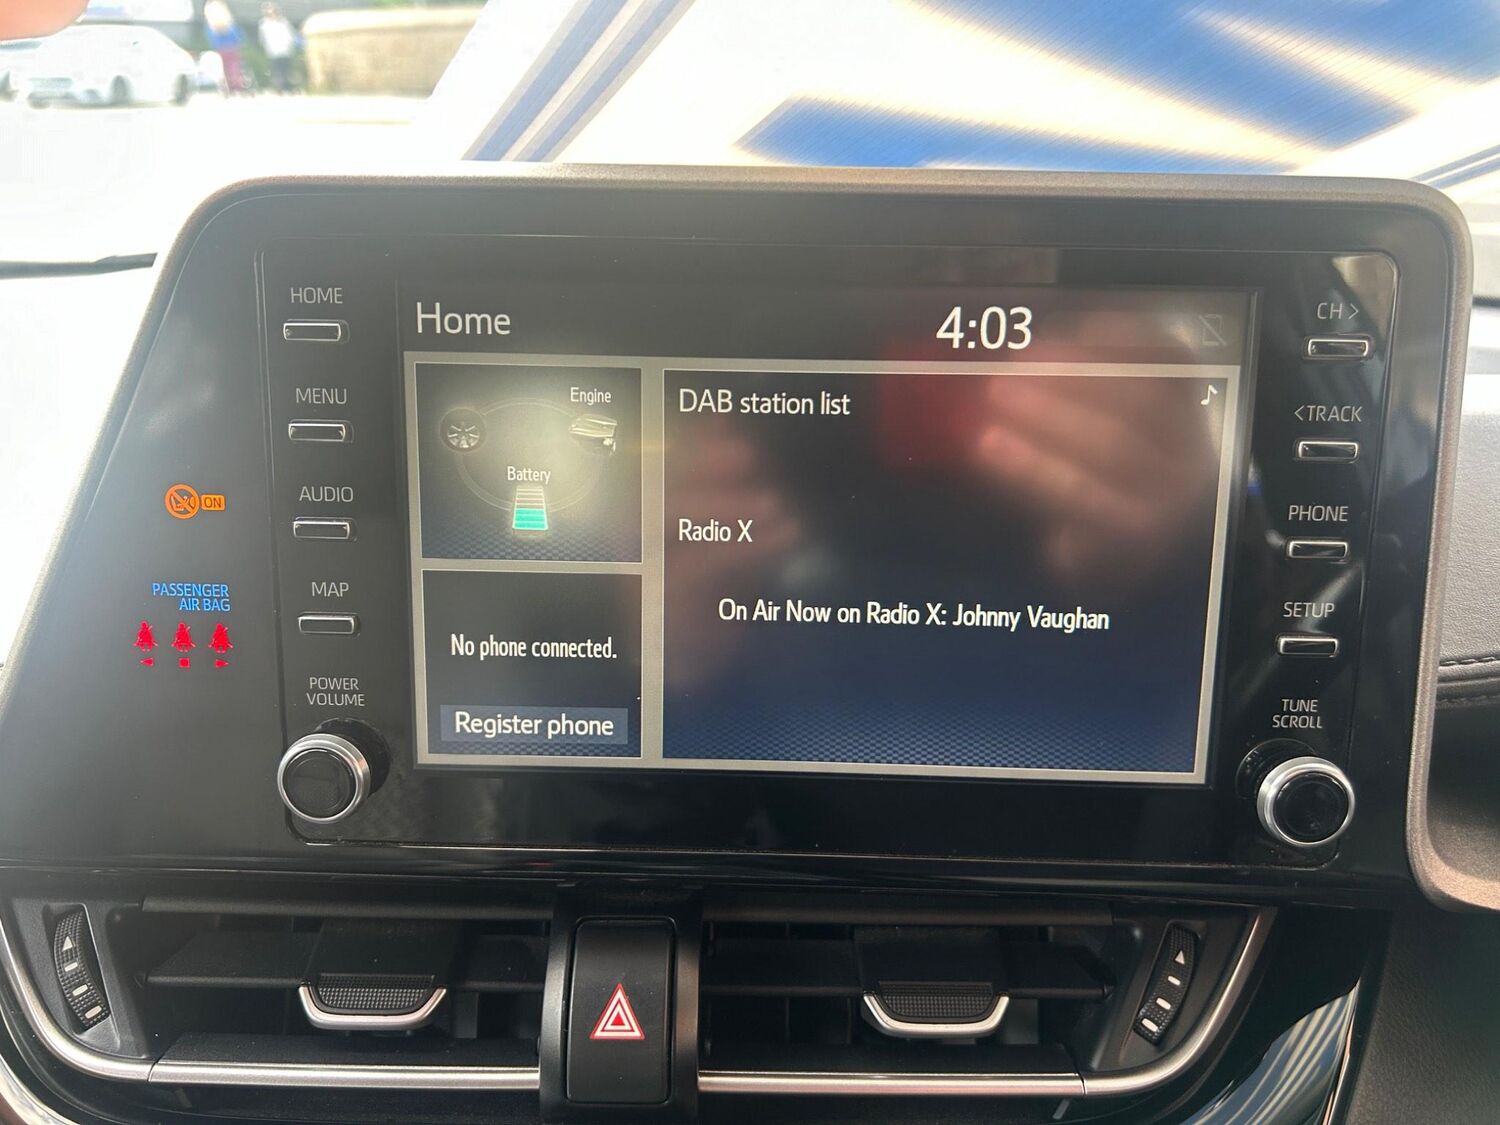 HOME
MENU
AUDIO
MAP
POWER
VOLUME
ON
PASSENGER
AIR BAG
Home
4:03
Engine
Battery
No phone connected.
Register phone
DAB station list
Radio X
On Air Now on Radio X: Johnny Vaughan
CH >
<TRACK
PHONE
SETUP
TUNE
SCROLL